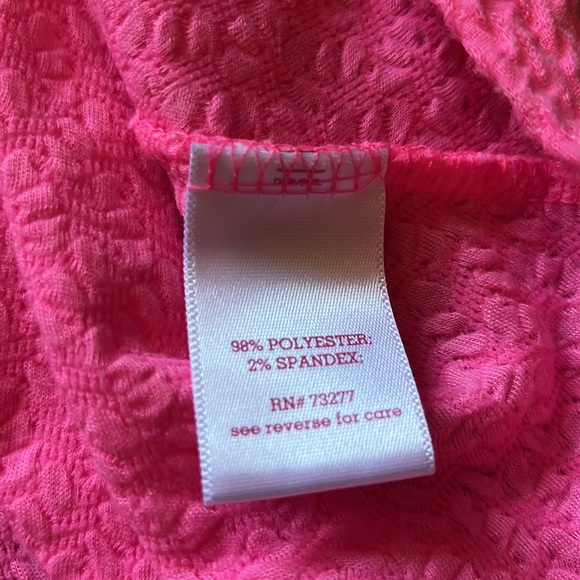 98% POLYESTER:
2% SPANDEX:
RN# 73277
see reverse for care